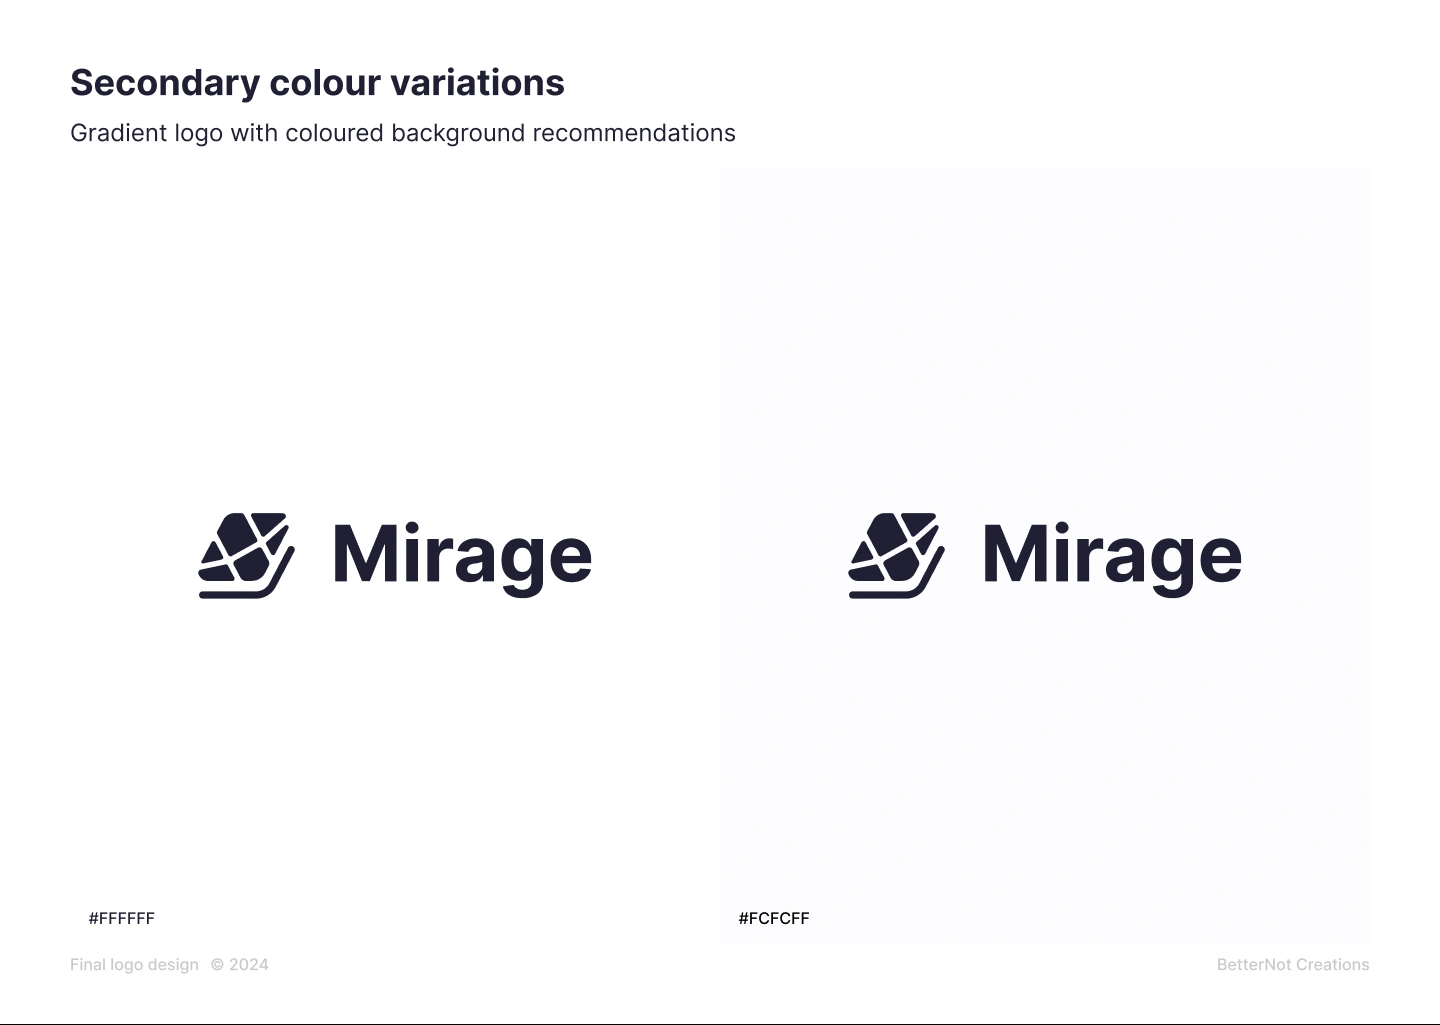 Secondary colour variations
Gradient logo with coloured background recommendations
Mirage
Mirage
#FFFFFF
#FCFCFF
Final logo design © 2024
BetterNot Creations